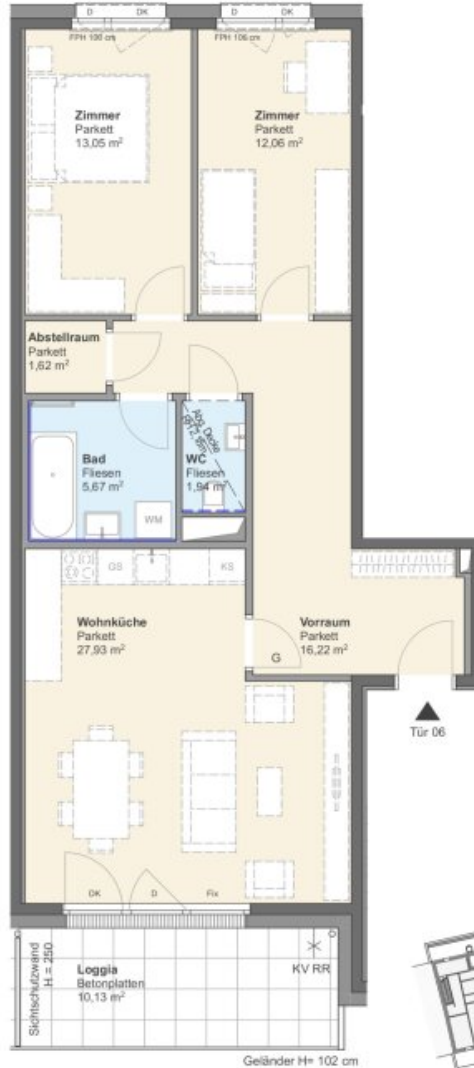 D DK
D DK
FPH 100 cm
FPH 106 cm
Zimmer
Parkett
13,05 m²
Zimmer
Parkett
12,06 m²
Abstellraum
Parkett
1,62 m²
Bad
Fliesen
5,67 m²
WM
Abg. Decke
WC
Fliesen
1,94 m²
GS
KS
Wohnküche
Parkett
27,93 m²
Vorraum
Parkett
16,22 m²
G
Tür 06
DK D Fix
Sichtschutzwand
H = 250
Loggia
Betonplatten
10,13 m²
KV RR
Geländer H= 102 cm